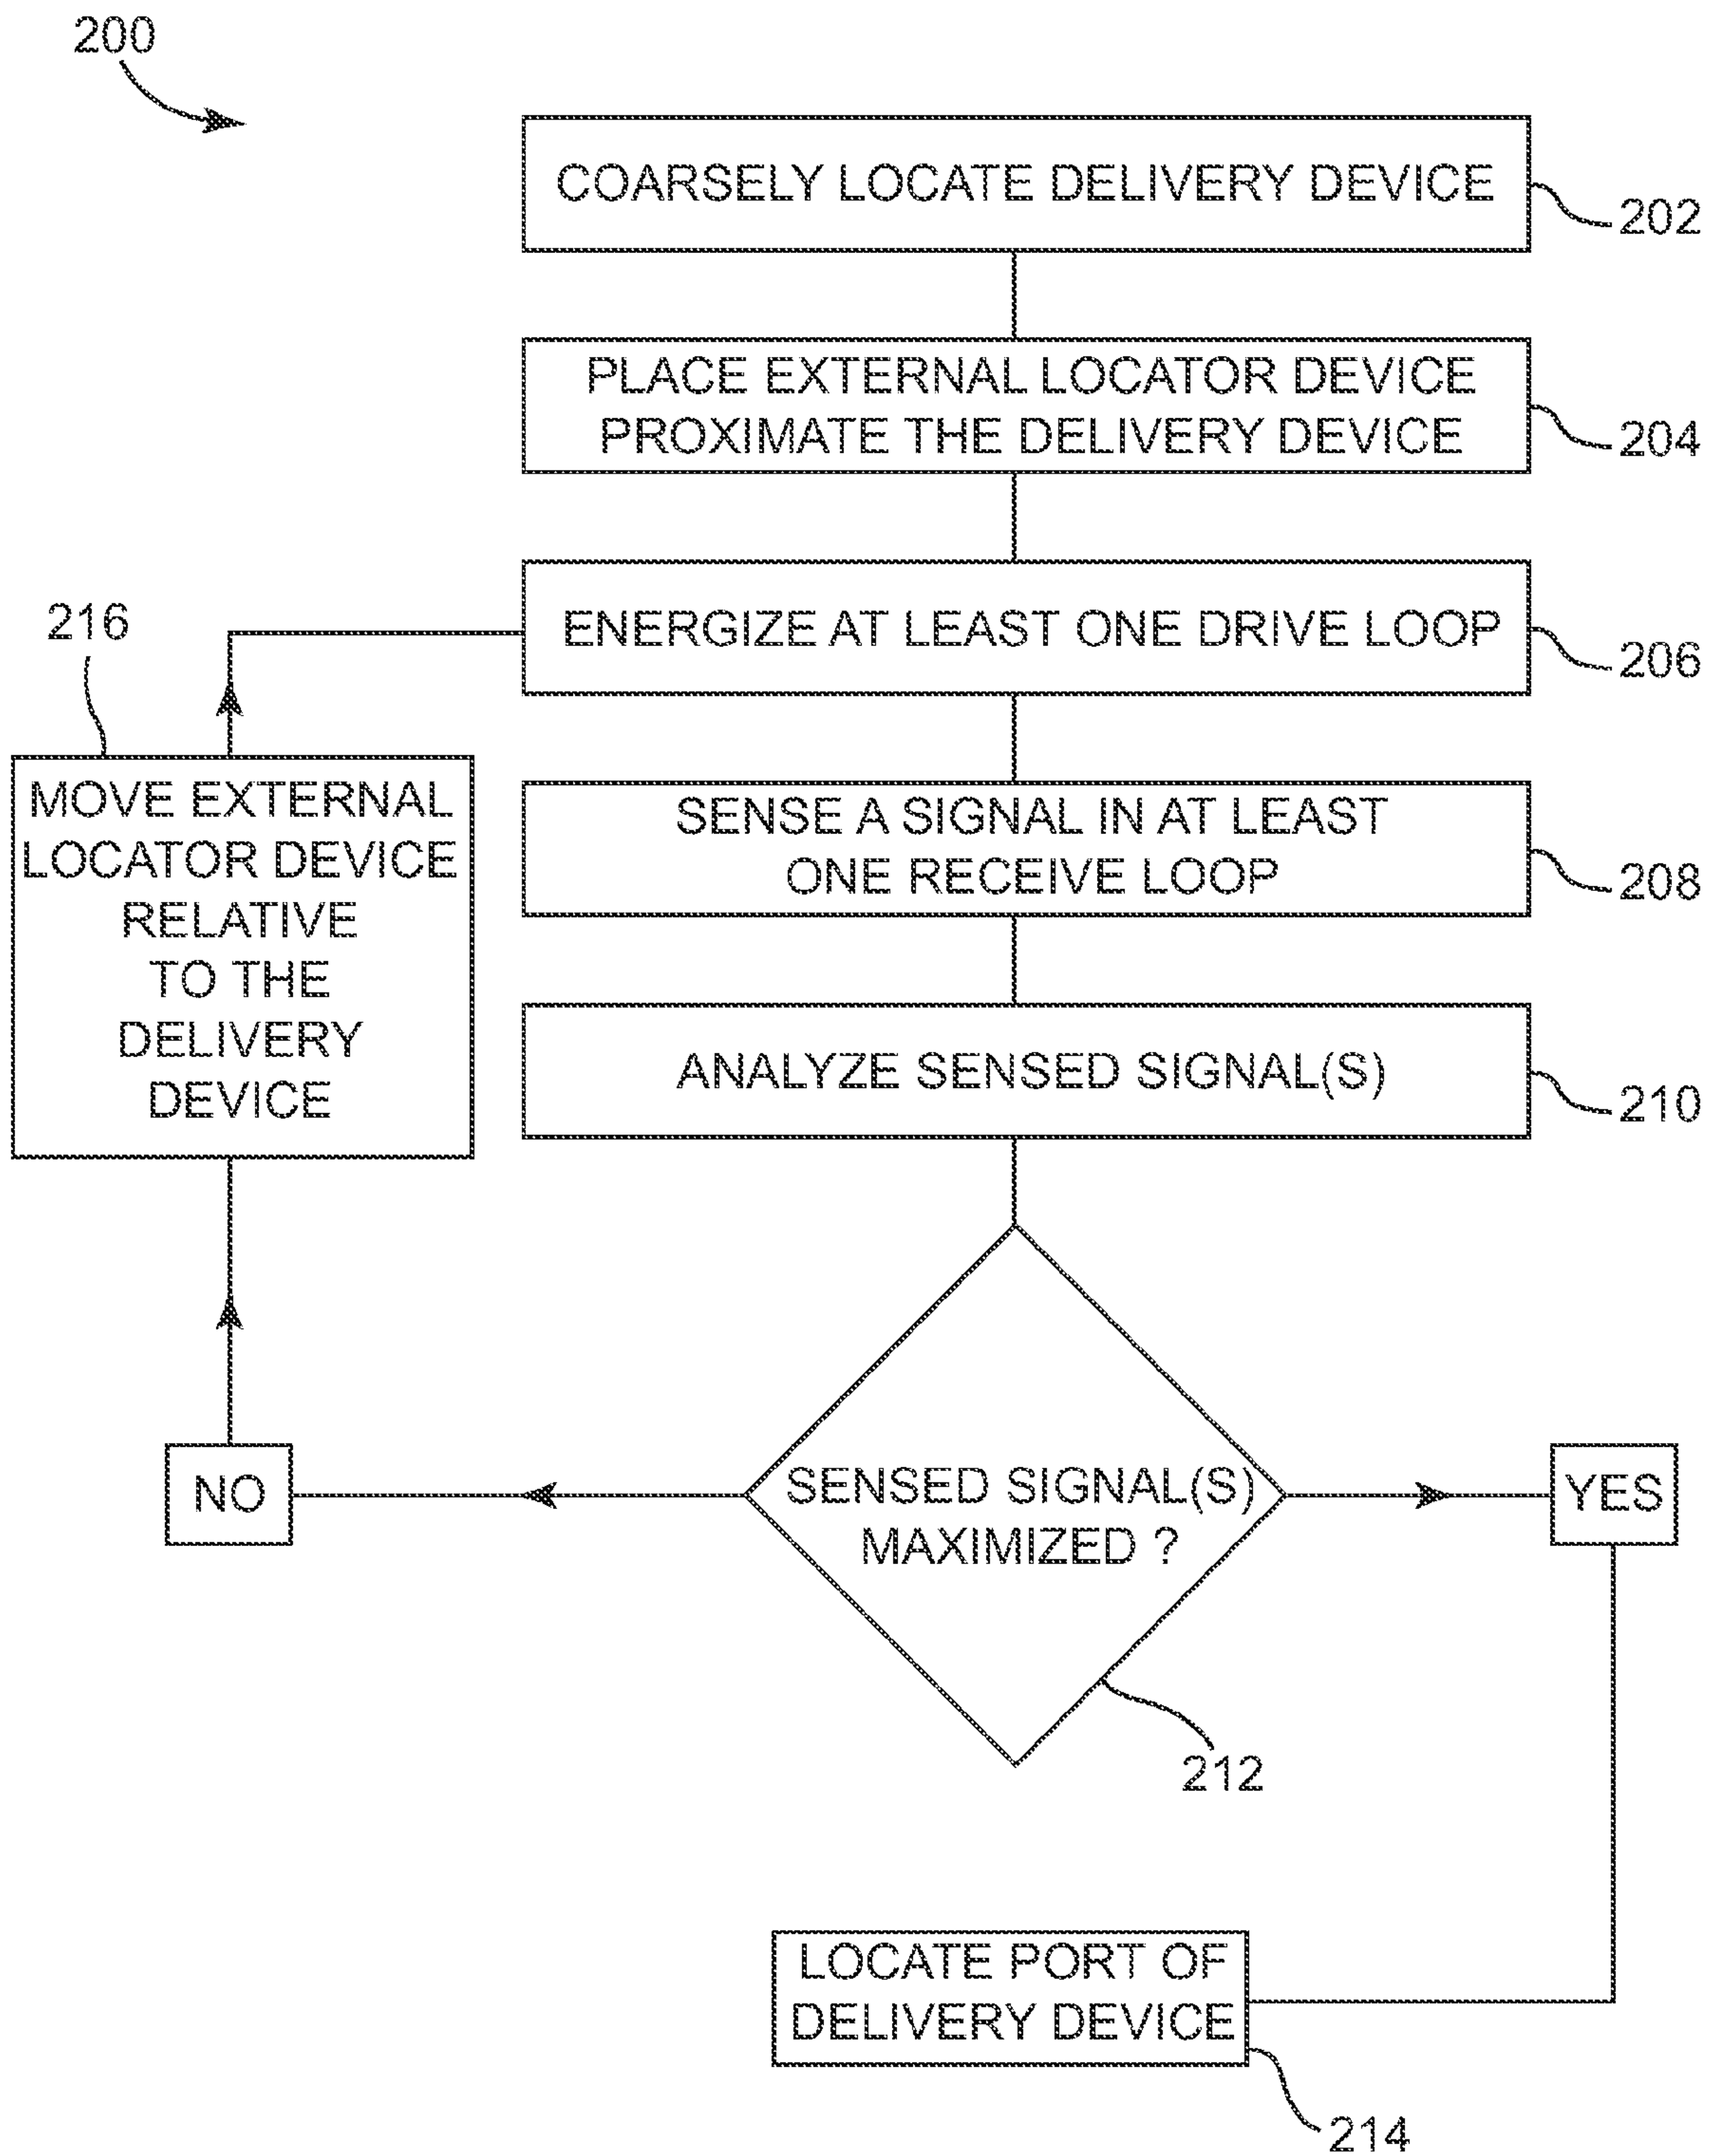 200
COARSELY LOCATE DELIVERY DEVICE
202
PLACE EXTERNAL LOCATOR DEVICE
PROXIMATE THE DELIVERY DEVICE
204
ENERGIZE AT LEAST ONE DRIVE LOOP
206
216
MOVE EXTERNAL
LOCATOR DEVICE
RELATIVE
TO THE
DELIVERY
DEVICE
SENSE A SIGNAL IN AT LEAST
ONE RECEIVE LOOP
208
ANALYZE SENSED SIGNAL(S)
210
NO
SENSED SIGNAL(S)
MAXIMIZED ?
YES
212
LOCATE PORT OF
DELIVERY DEVICE
214